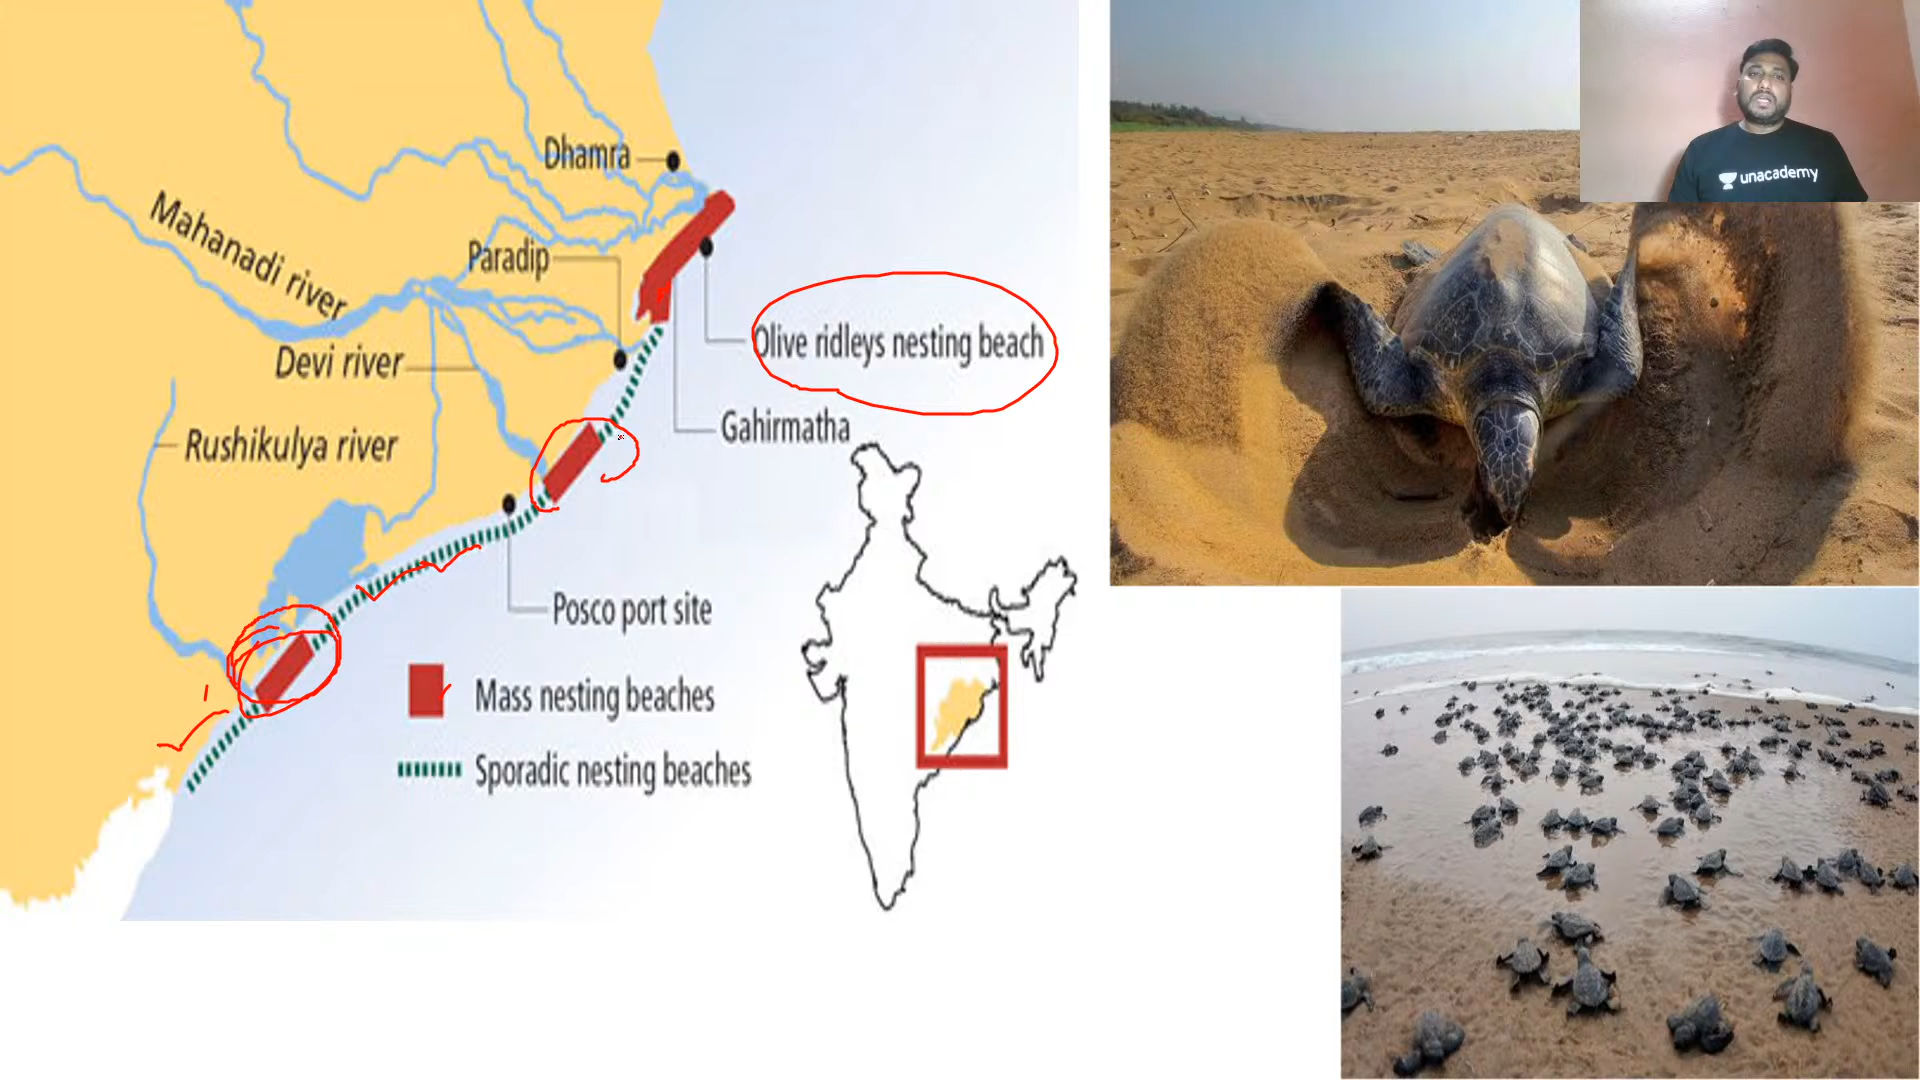 Dhamra
Mahanadi river
Paradip
Olive ridleys nesting beach
Devi river
Gahirmatha
Rushikulya river
Posco port site
Mass nesting beaches
Sporadic nesting beaches
unacademy